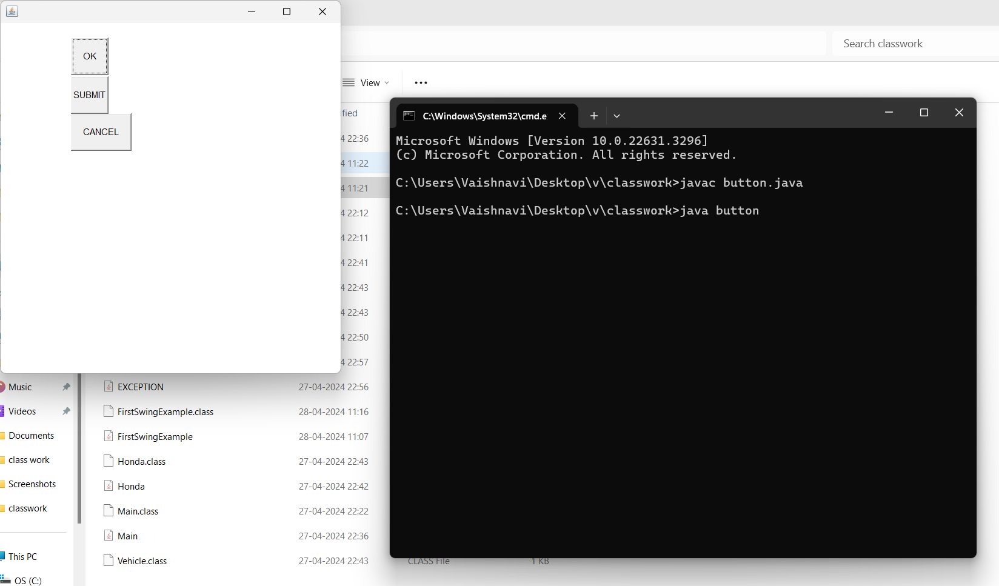 OK
SUBMIT
CANCEL
Search classwork
View
ified
4 22:36
4 11:22
4 11:21
4 22:12
4 22:11
4 22:41
4 22:43
4 22:43
4 22:50
4 22:57
C:\Windows\System32\cmd.e
Microsoft Windows [Version 10.0.22631.3296]
(c) Microsoft Corporation. All rights reserved.
C:\Users\Vaishnavi\Desktop\v\classwork>javac button.java
C:\Users\Vaishnavi\Desktop\v\classwork>java button
Music
Videos
Documents
class work
Screenshots
classwork
This PC
OS (C:)
EXCEPTION 27-04-2024 22:56
FirstSwingExample.class 28-04-2024 11:16
FirstSwingExample 28-04-2024 11:07
Honda.class 27-04-2024 22:43
Honda 27-04-2024 22:42
Main.class 27-04-2024 22:22
Main 27-04-2024 22:36
Vehicle.class 27-04-2024 22:43 CLASS File 1 KB